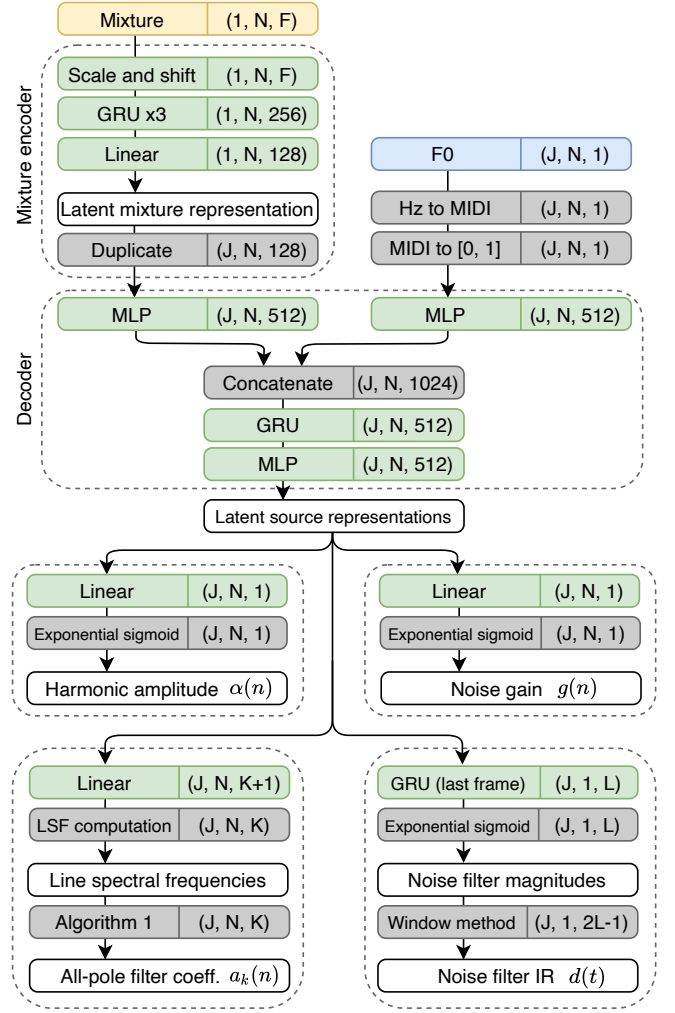 Mixture (1, N, F)
Mixture encoder
Scale and shift (1, N, F)
GRU x3 (1, N, 256)
Linear (1, N, 128)
Latent mixture representation
Duplicate (J, N, 128)
F0 (J, N, 1)
Hz to MIDI (J, N, 1)
MIDI to [0, 1] (J, N, 1)
Decoder
MLP (J, N, 512)
MLP (J, N, 512)
Concatenate (J, N, 1024)
GRU (J, N, 512)
MLP (J, N, 512)
Latent source representations
Linear (J, N, 1)
Exponential sigmoid (J, N, 1)
Harmonic amplitude α(n)
Linear (J, N, 1)
Exponential sigmoid (J, N, 1)
Noise gain g(n)
Linear (J, N, K+1)
LSF computation (J, N, K)
Line spectral frequencies
Algorithm 1 (J, N, K)
All-pole filter coeff. aₖ(n)
GRU (last frame) (J, 1, L)
Exponential sigmoid (J, 1, L)
Noise filter magnitudes
Window method (J, 1, 2L-1)
Noise filter IR d(t)